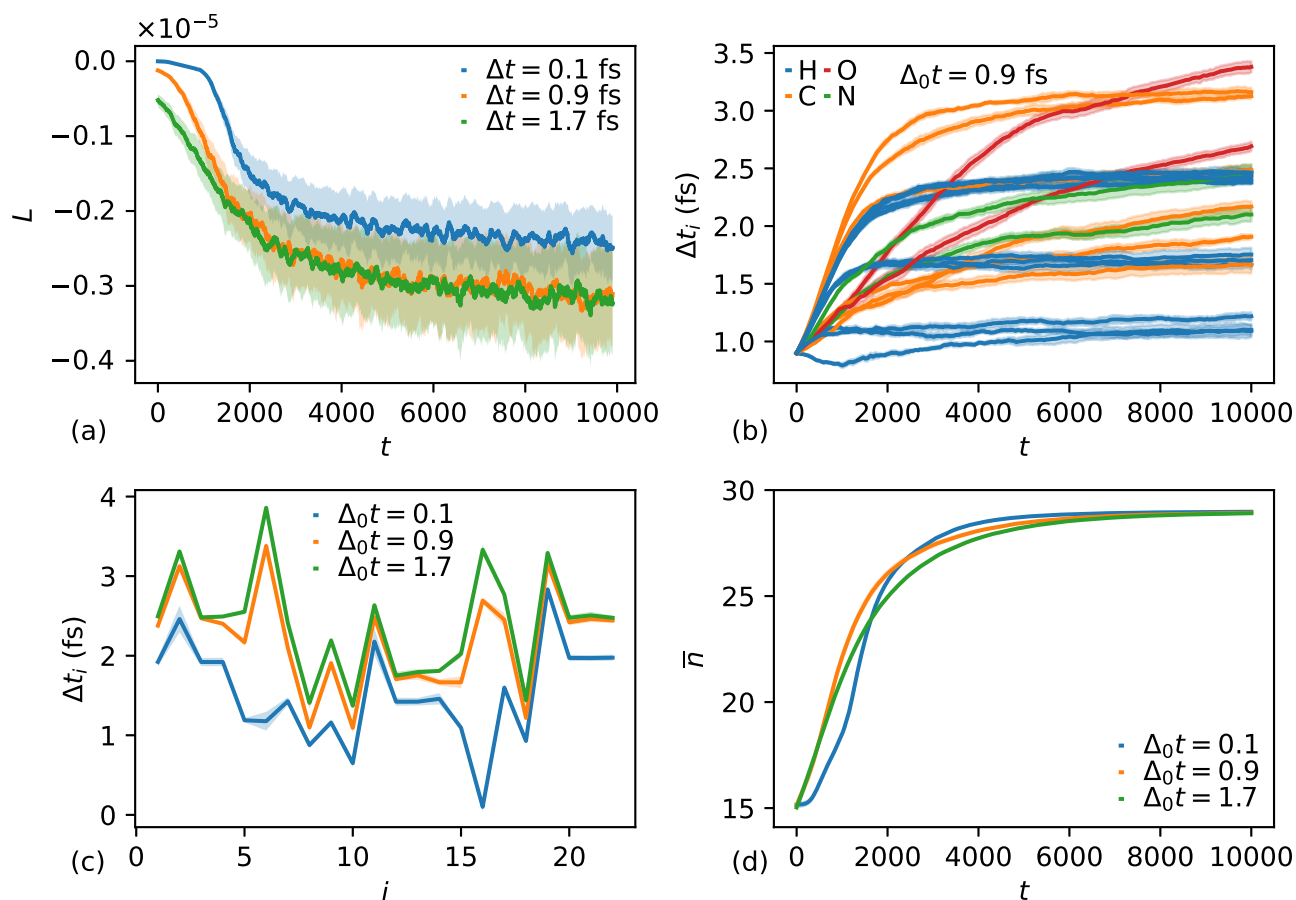 ×10⁻⁵
0.0
−0.1
−0.2
−0.3
−0.4
L
Δt = 0.1 fs
Δt = 0.9 fs
Δt = 1.7 fs
0 2000 4000 6000 8000 10000
t
(a)
3.5
3.0
2.5
2.0
1.5
1.0
Δtᵢ (fs)
H O
C N
Δ₀t = 0.9 fs
0 2000 4000 6000 8000 10000
t
(b)
4
3
2
1
0
Δtᵢ (fs)
Δ₀t = 0.1
Δ₀t = 0.9
Δ₀t = 1.7
0 5 10 15 20
i
(c)
30
25
20
15
n̅
Δ₀t = 0.1
Δ₀t = 0.9
Δ₀t = 1.7
0 2000 4000 6000 8000 10000
t
(d)